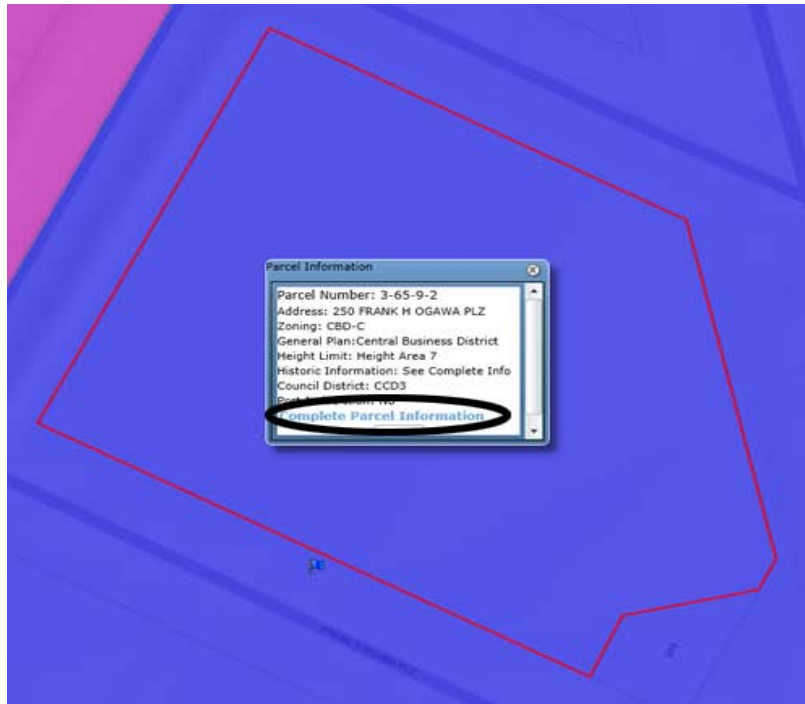 Parcel Information
Parcel Number: 3-65-9-2
Address: 250 FRANK H OGAWA PLZ
Zoning: CBD-C
General Plan:Central Business District
Height Limit: Height Area 7
Historic Information: See Complete Info
Council District: CCD3
Complete Parcel Information